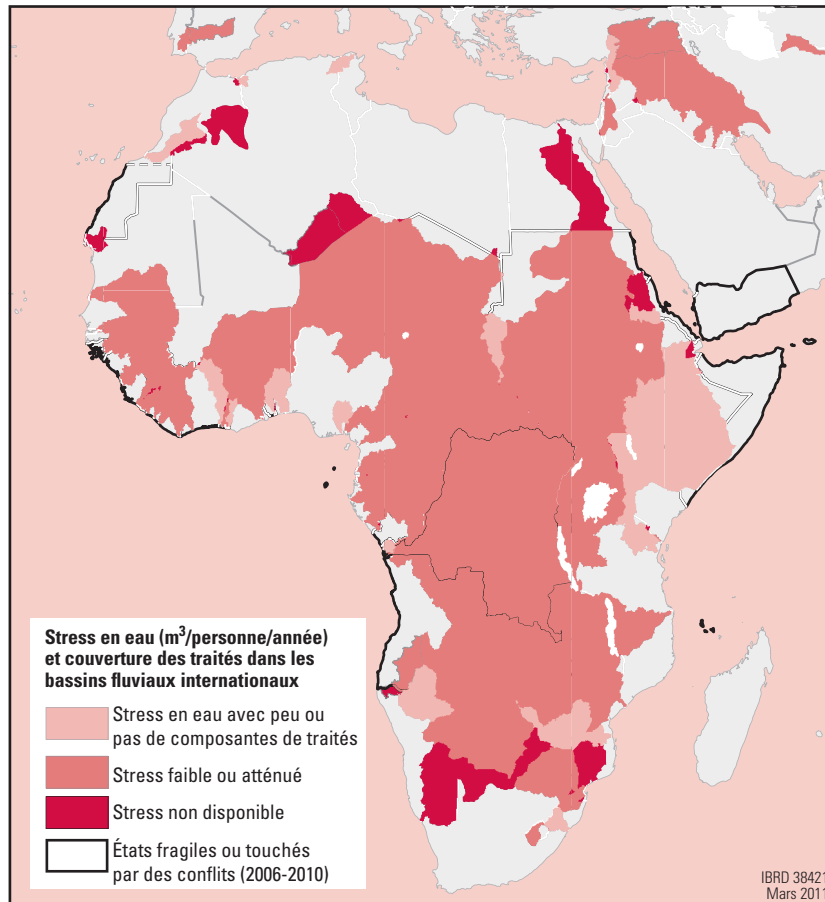 Stress en eau (m³/personne/année)
et couverture des traités dans les
bassins fluviaux internationaux
Stress en eau avec peu ou
pas de composantes de traités
Stress faible ou atténué
Stress non disponible
États fragiles ou touchés
par des conflits (2006-2010)
IBRD 38421
Mars 2011